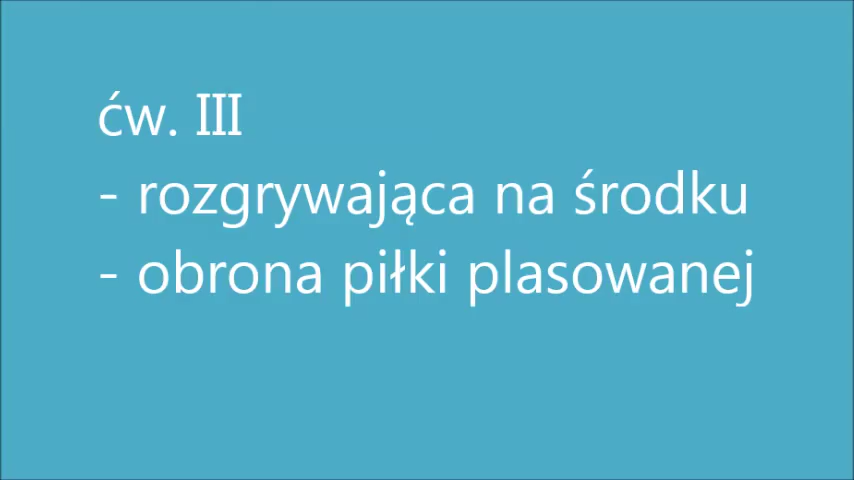 ćw. III
- rozgrywająca na środku
- obrona piłki plasowanej